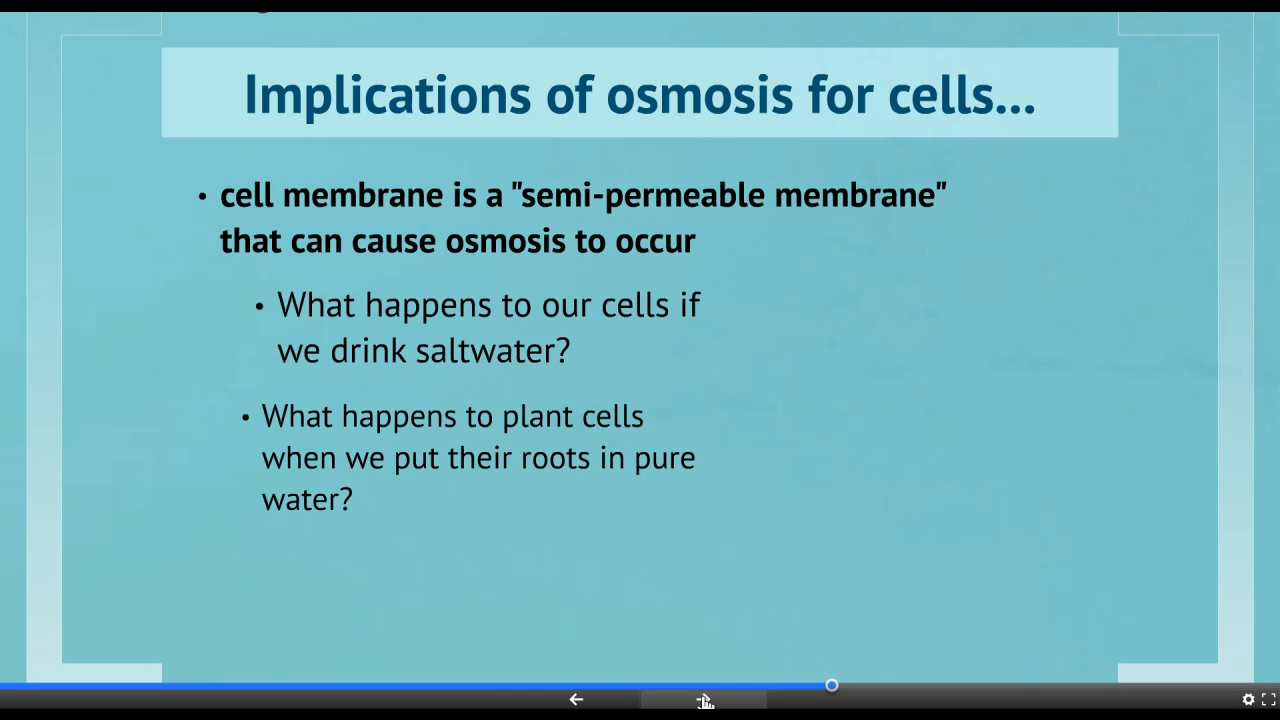 Implications of osmosis for cells...
• cell membrane is a "semi-permeable membrane"
that can cause osmosis to occur
• What happens to our cells if
we drink saltwater?
• What happens to plant cells
when we put their roots in pure
water?